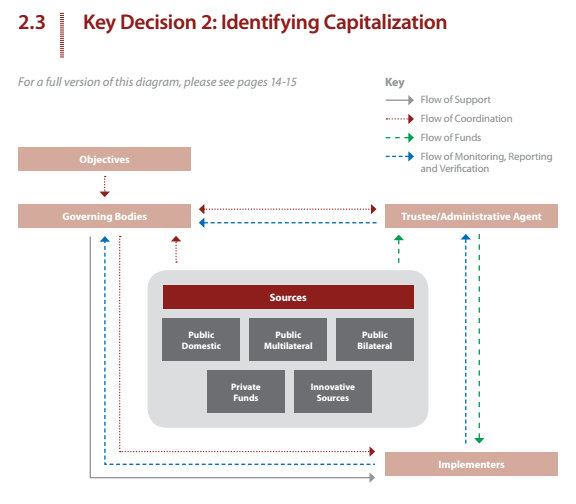 2.3 Key Decision 2: Identifying Capitalization
For a full version of this diagram, please see pages 14-15
Key
Flow of Support
Flow of Coordination
Flow of Funds
Flow of Monitoring, Reporting
and Verification
Objectives
Governing Bodies
Trustee/Administrative Agent
Sources
Public
Domestic
Public
Multilateral
Public
Bilateral
Private
Funds
Innovative
Sources
Implementers